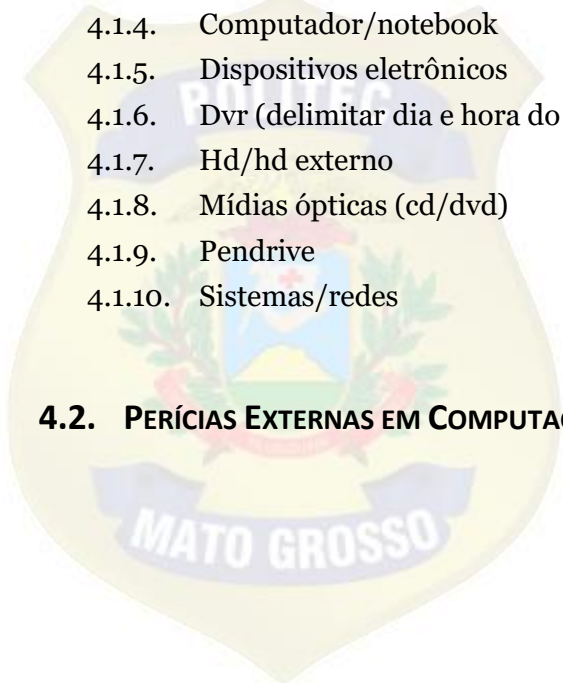 4.1.4. Computador/notebook
4.1.5. Dispositivos eletrônicos
POLITEC
4.1.6. Dvr (delimitar dia e hora do
4.1.7. Hd/hd externo
4.1.8. Mídias ópticas (cd/dvd)
4.1.9. Pendrive
4.1.10. Sistemas/redes
4.2. PERÍCIAS EXTERNAS EM COMPUTAÇ
MATO GROSSO